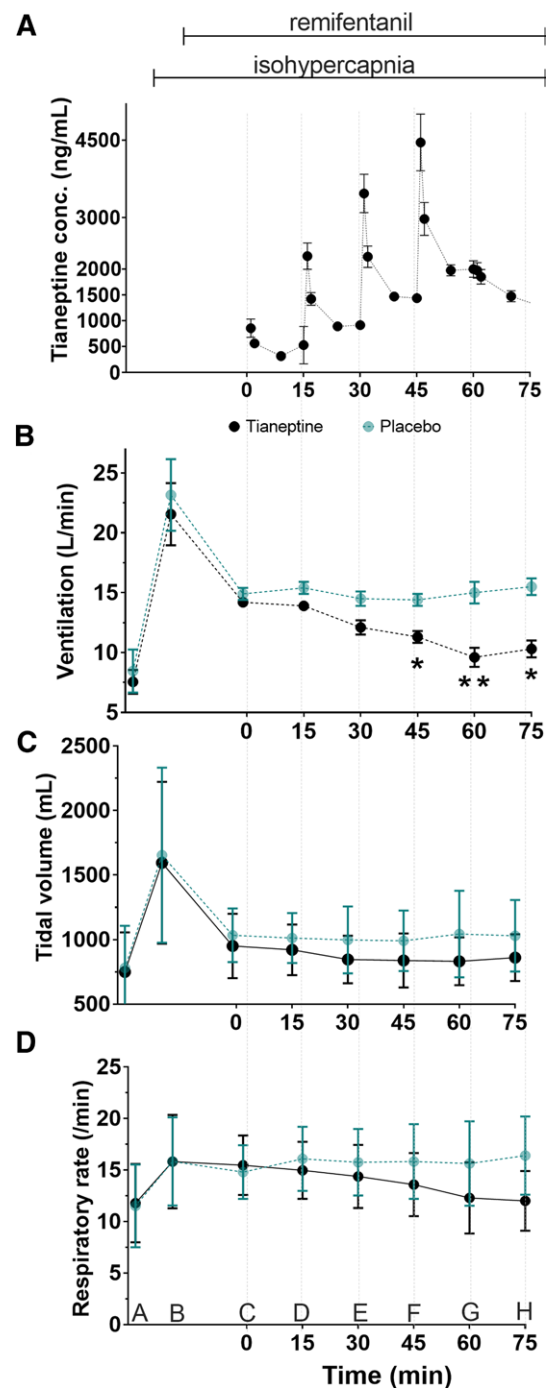 A
remifentanil
isohypercapnia
Tianeptine conc. (ng/mL)
4500
3000
2000
1500
1000
500
0
0 15 30 45 60 75
Tianeptine Placebo
B
Ventilation (L/min)
25
20
15
10
5
* ** *
0 15 30 45 60 75
C
Tidal volume (mL)
2500
2000
1500
1000
500
0 15 30 45 60 75
D
Respiratory rate (/min)
25
20
15
10
5
0
A B C D E F G H
0 15 30 45 60 75
Time (min)